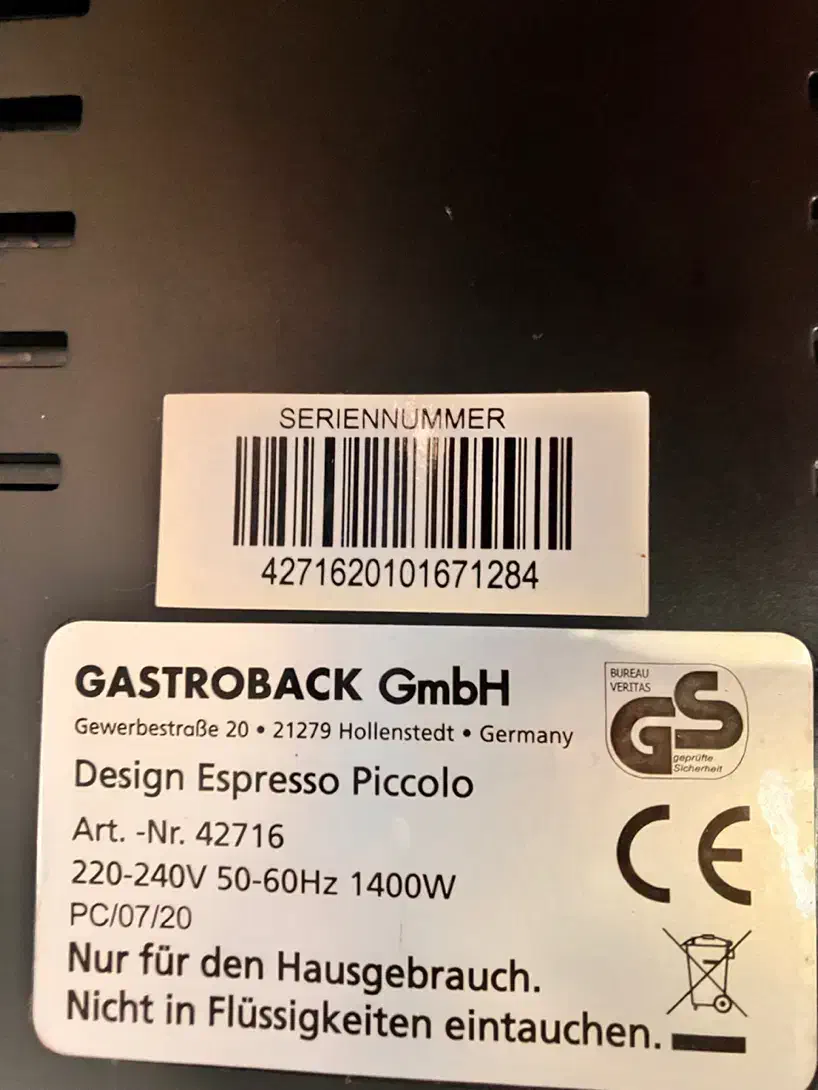 SERIENNUMMER
4271620101671284
GASTROBACK GmbH
Gewerbestraße 20 • 21279 Hollenstedt • Germany
Design Espresso Piccolo
Art. -Nr. 42716
220-240V 50-60Hz 1400W
PC/07/20
Nur für den Hausgebrauch.
Nicht in Flüssigkeiten eintauchen.
BUREAU
VERITAS
GS
geprüfte
Sicherheit
CE